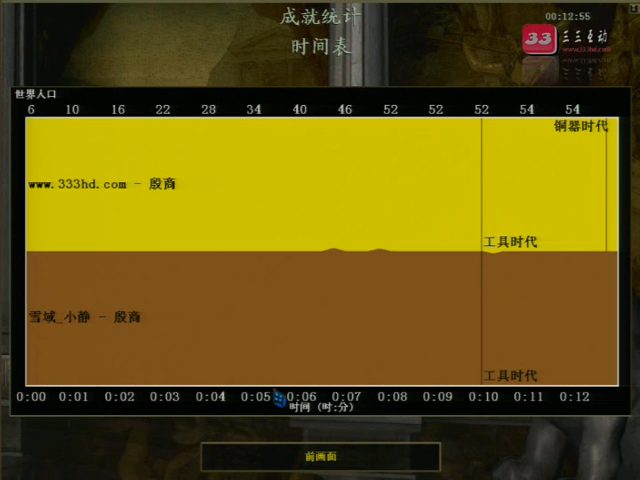 成就统计
00:12:55
时间表
33 三三互动
www.333hd.com
世界人口
6 10 16 22 28 34 40 46 52 52 52 54 54
铜器时代
www.333hd.com - 殷商
工具时代
雪域_小静 - 殷商
工具时代
0:00 0:01 0:02 0:03 0:04 0:05 0:06 0:07 0:08 0:09 0:10 0:11 0:12
时间 (时:分)
前画面